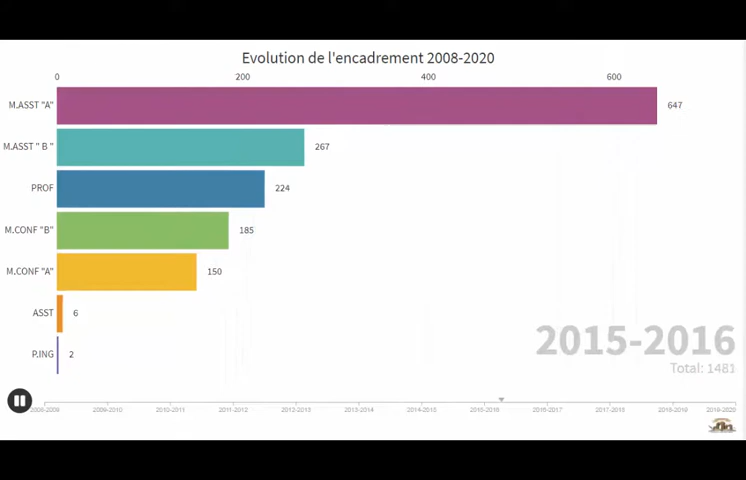 Evolution de l'encadrement 2008-2020
0 200 400 600
M.ASST "A" 647
M.ASST " B " 267
PROF 224
M.CONF "B" 185
M.CONF "A" 150
ASST 6
P.ING 2
2015-2016
Total: 1481
2008-2009 2009-2010 2010-2011 2011-2012 2012-2013 2013-2014 2014-2015 2015-2016 2016-2017 2017-2018 2018-2019 2019-2020